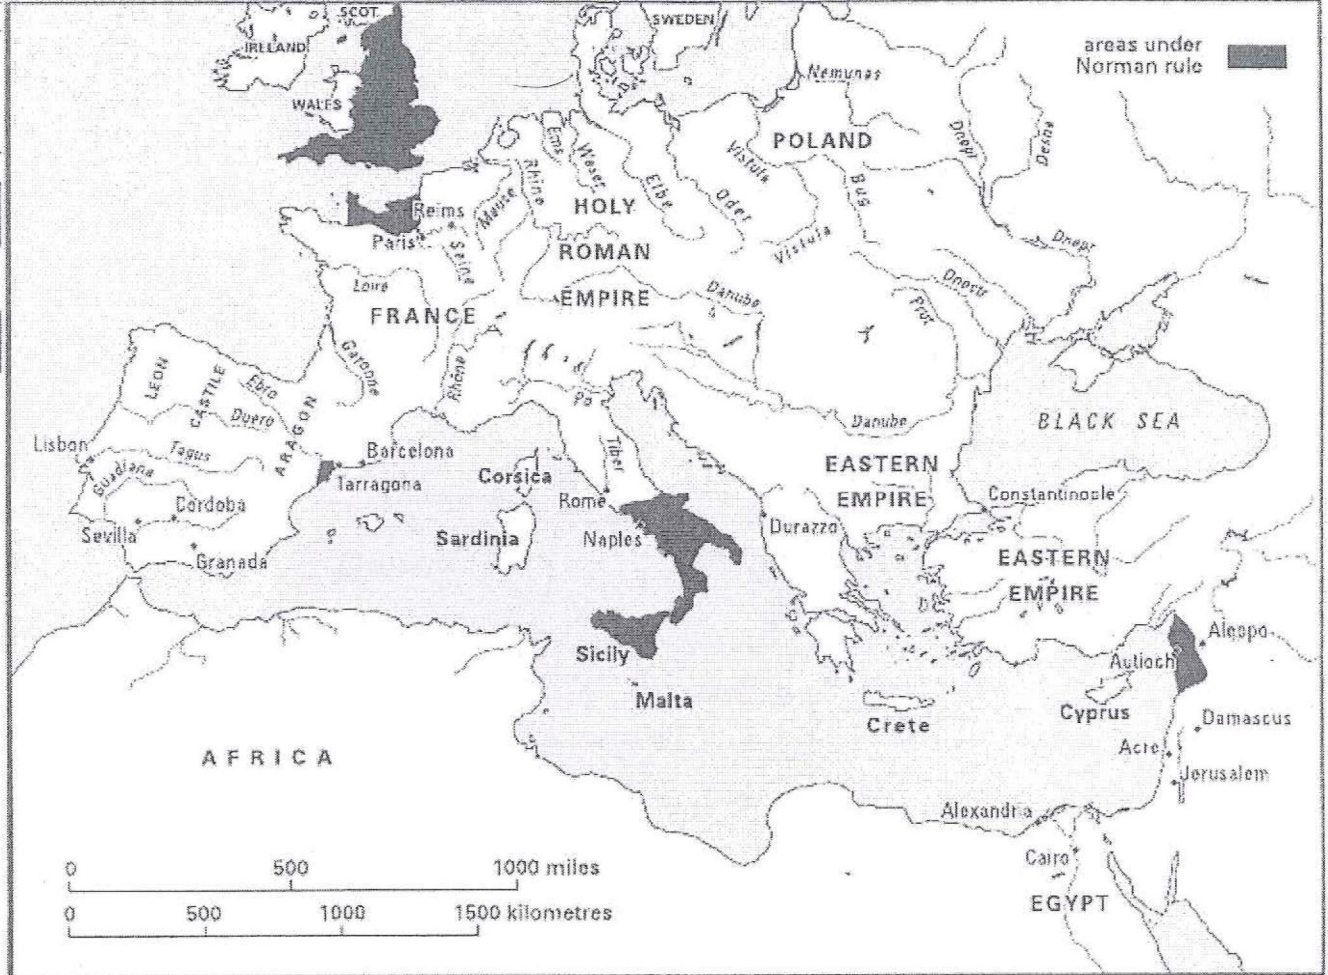 SCOT.
SWEDEN
IRELAND
areas under
Norman rule
Nemunas
WALES
Ems
Weser
Dnepr
Desna
POLAND
Vistula
Rhine
Elbe
Oder
Bug
HOLY
Meuse
Reims
Paris
Seine
ROMAN
Vistula
Dnepr
Loire
EMPIRE
Danube
Dnestr
Prut
FRANCE
Garonne
Rhône
LEON
CASTILE
Ebro
Duero
ARAGON
Po
Danube
BLACK SEA
Lisbon
Tagus
Barcelona
Tiber
Guadiana
Tarragona
Corsica
EASTERN
EMPIRE
Constantinople
Cordoba
Rome
Durazzo
Sevilla
Sardinia
Naples
Granada
EASTERN
EMPIRE
Aleppo
Sicily
Antioch
Malta
Cyprus
Crete
Damascus
AFRICA
Acre
Jerusalem
Alexandria
Cairo
EGYPT
0 500 1000 miles
0 500 1000 1500 kilometres